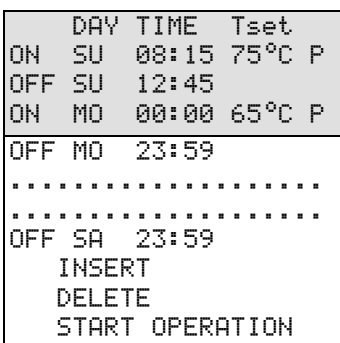 DAY TIME Tset
ON SU 08:15 75°C P
OFF SU 12:45
ON MO 00:00 65°C P
OFF MO 23:59
....................
....................
OFF SA 23:59
INSERT
DELETE
START OPERATION